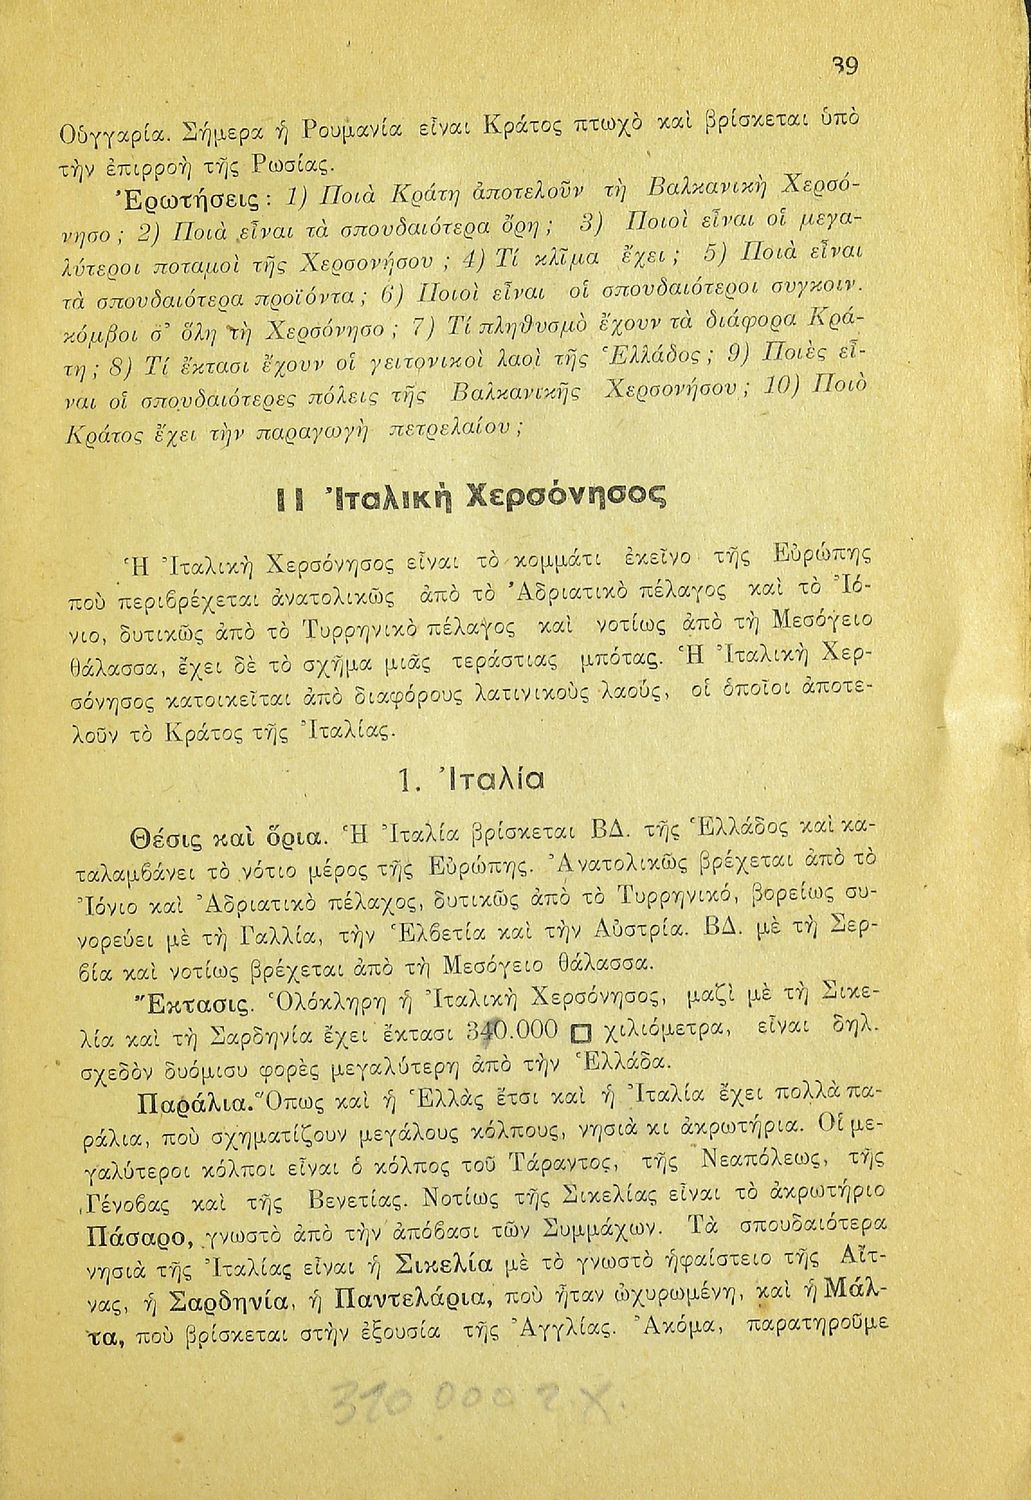 39
Οὑγγαρία. Σήμερα ἡ Ρουμανία εἶναι Κράτος πτωχὸ καὶ βρίσκεται ὑπὸ
τὴν ἐπιρροὴ τῆς Ρωσίας.
Ἐρωτήσεις : 1) Ποιὰ Κράτη ἀποτελοῦν τὴ Βαλκανικὴ Χερσό-
νησο ; 2) Ποιὰ εἶναι τὰ σπουδαιότερα ὄρη ; 3) Ποιοὶ εἶναι οἱ μεγα-
λύτεροι ποταμοὶ τῆς Χερσονήσου ; 4) Τί κλῖμα ἔχει ; 5) Ποιὰ εἶναι
τὰ σπουδαιότερα προϊόντα ; 6) Ποιοὶ εἶναι οἱ σπουδαιότεροι συγκοιν.
κόμβοι σ' ὅλη τὴ Χερσόνησο ; 7) Τί πληθυσμὸ ἔχουν τὰ διάφορα Κρά-
τη ; 8) Τί ἔκτασι ἔχουν οἱ γειτονικοὶ λαοὶ τῆς Ἑλλάδος ; 9) Ποιὲς εἶ-
ναι οἱ σπουδαιότερες πόλεις τῆς Βαλκανικῆς Χερσονήσου ; 10) Ποιὸ
Κράτος ἔχει τὴν παραγωγὴ πετρελαίου ;
II Ἰταλικὴ Χερσόνησος
Ἡ Ἰταλικὴ Χερσόνησος εἶναι τὸ κομμάτι ἐκεῖνο τῆς Εὐρώπης
ποὺ περιβρέχεται ἀνατολικῶς ἀπὸ τὸ Ἀδριατικὸ πέλαγος καὶ τὸ Ἰό-
νιο, δυτικῶς ἀπὸ τὸ Τυρρηνικὸ πέλαγος καὶ νοτίως ἀπὸ τὴ Μεσόγειο
θάλασσα, ἔχει δὲ τὸ σχῆμα μιᾶς τεράστιας μπότας. Ἡ Ἰταλικὴ Χερ-
σόνησος κατοικεῖται ἀπὸ διαφόρους λατινικοὺς λαούς, οἱ ὁποῖοι ἀποτε-
λοῦν τὸ Κράτος τῆς Ἰταλίας.
1. Ἰταλία
Θέσις καὶ ὅρια. Ἡ Ἰταλία βρίσκεται ΒΔ. τῆς Ἑλλάδος καὶ κα-
ταλαμβάνει τὸ νότιο μέρος τῆς Εὐρώπης. Ἀνατολικῶς βρέχεται ἀπὸ τὸ
Ἰόνιο καὶ Ἀδριατικὸ πέλαχος, δυτικῶς ἀπὸ τὸ Τυρρηνικό, βορείως συ-
νορεύει μὲ τὴ Γαλλία, τὴν Ἑλβετία καὶ τὴν Αὐστρία. ΒΔ. μὲ τὴ Σερ-
βία καὶ νοτίως βρέχεται ἀπὸ τὴ Μεσόγειο θάλασσα.
Ἔκτασις. Ὁλόκληρη ἡ Ἰταλικὴ Χερσόνησος, μαζὶ μὲ τὴ Σικε-
λία καὶ τὴ Σαρδηνία ἔχει ἔκτασι 340.000 □ χιλιόμετρα, εἶναι δηλ.
σχεδὸν δυόμισυ φορὲς μεγαλύτερη ἀπὸ τὴν Ἑλλάδα.
Παράλια. Ὅπως καὶ ἡ Ἑλλὰς ἔτσι καὶ ἡ Ἰταλία ἔχει πολλὰ πα-
ράλια, ποὺ σχηματίζουν μεγάλους κόλπους, νησιὰ κι ἀκρωτήρια. Οἱ με-
γαλύτεροι κόλποι εἶναι ὁ κόλπος τοῦ Τάραντος, τῆς Νεαπόλεως, τῆς
Γένοβας καὶ τῆς Βενετίας. Νοτίως τῆς Σικελίας εἶναι τὸ ἀκρωτήριο
Πάσαρο, γνωστὸ ἀπὸ τὴν ἀπόβασι τῶν Συμμάχων. Τὰ σπουδαιότερα
νησιὰ τῆς Ἰταλίας εἶναι ἡ Σικελία μὲ τὸ γνωστὸ ἡφαίστειο τῆς Αἴτ-
νας, ἡ Σαρδηνία, ἡ Παντελάρια, ποὺ ἦταν ὠχυρωμένη, καὶ ἡ Μάλ-
τα, ποὺ βρίσκεται στὴν ἐξουσία τῆς Ἀγγλίας. Ἀκόμα, παρατηροῦμε
310 000 τ. χ.